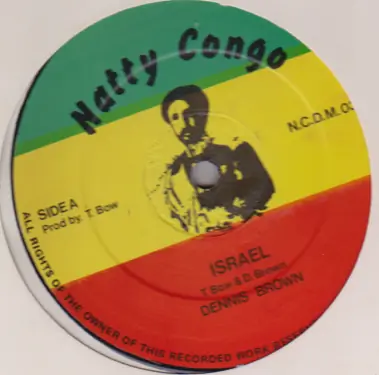 Natty Congo
N.C.D.M.
SIDE A
Prod by. T. Bow
ISRAEL
T. Bow & D. Brown
DENNIS BROWN
ALL RIGHTS OF THE OWNER OF THIS RECORDED WORK